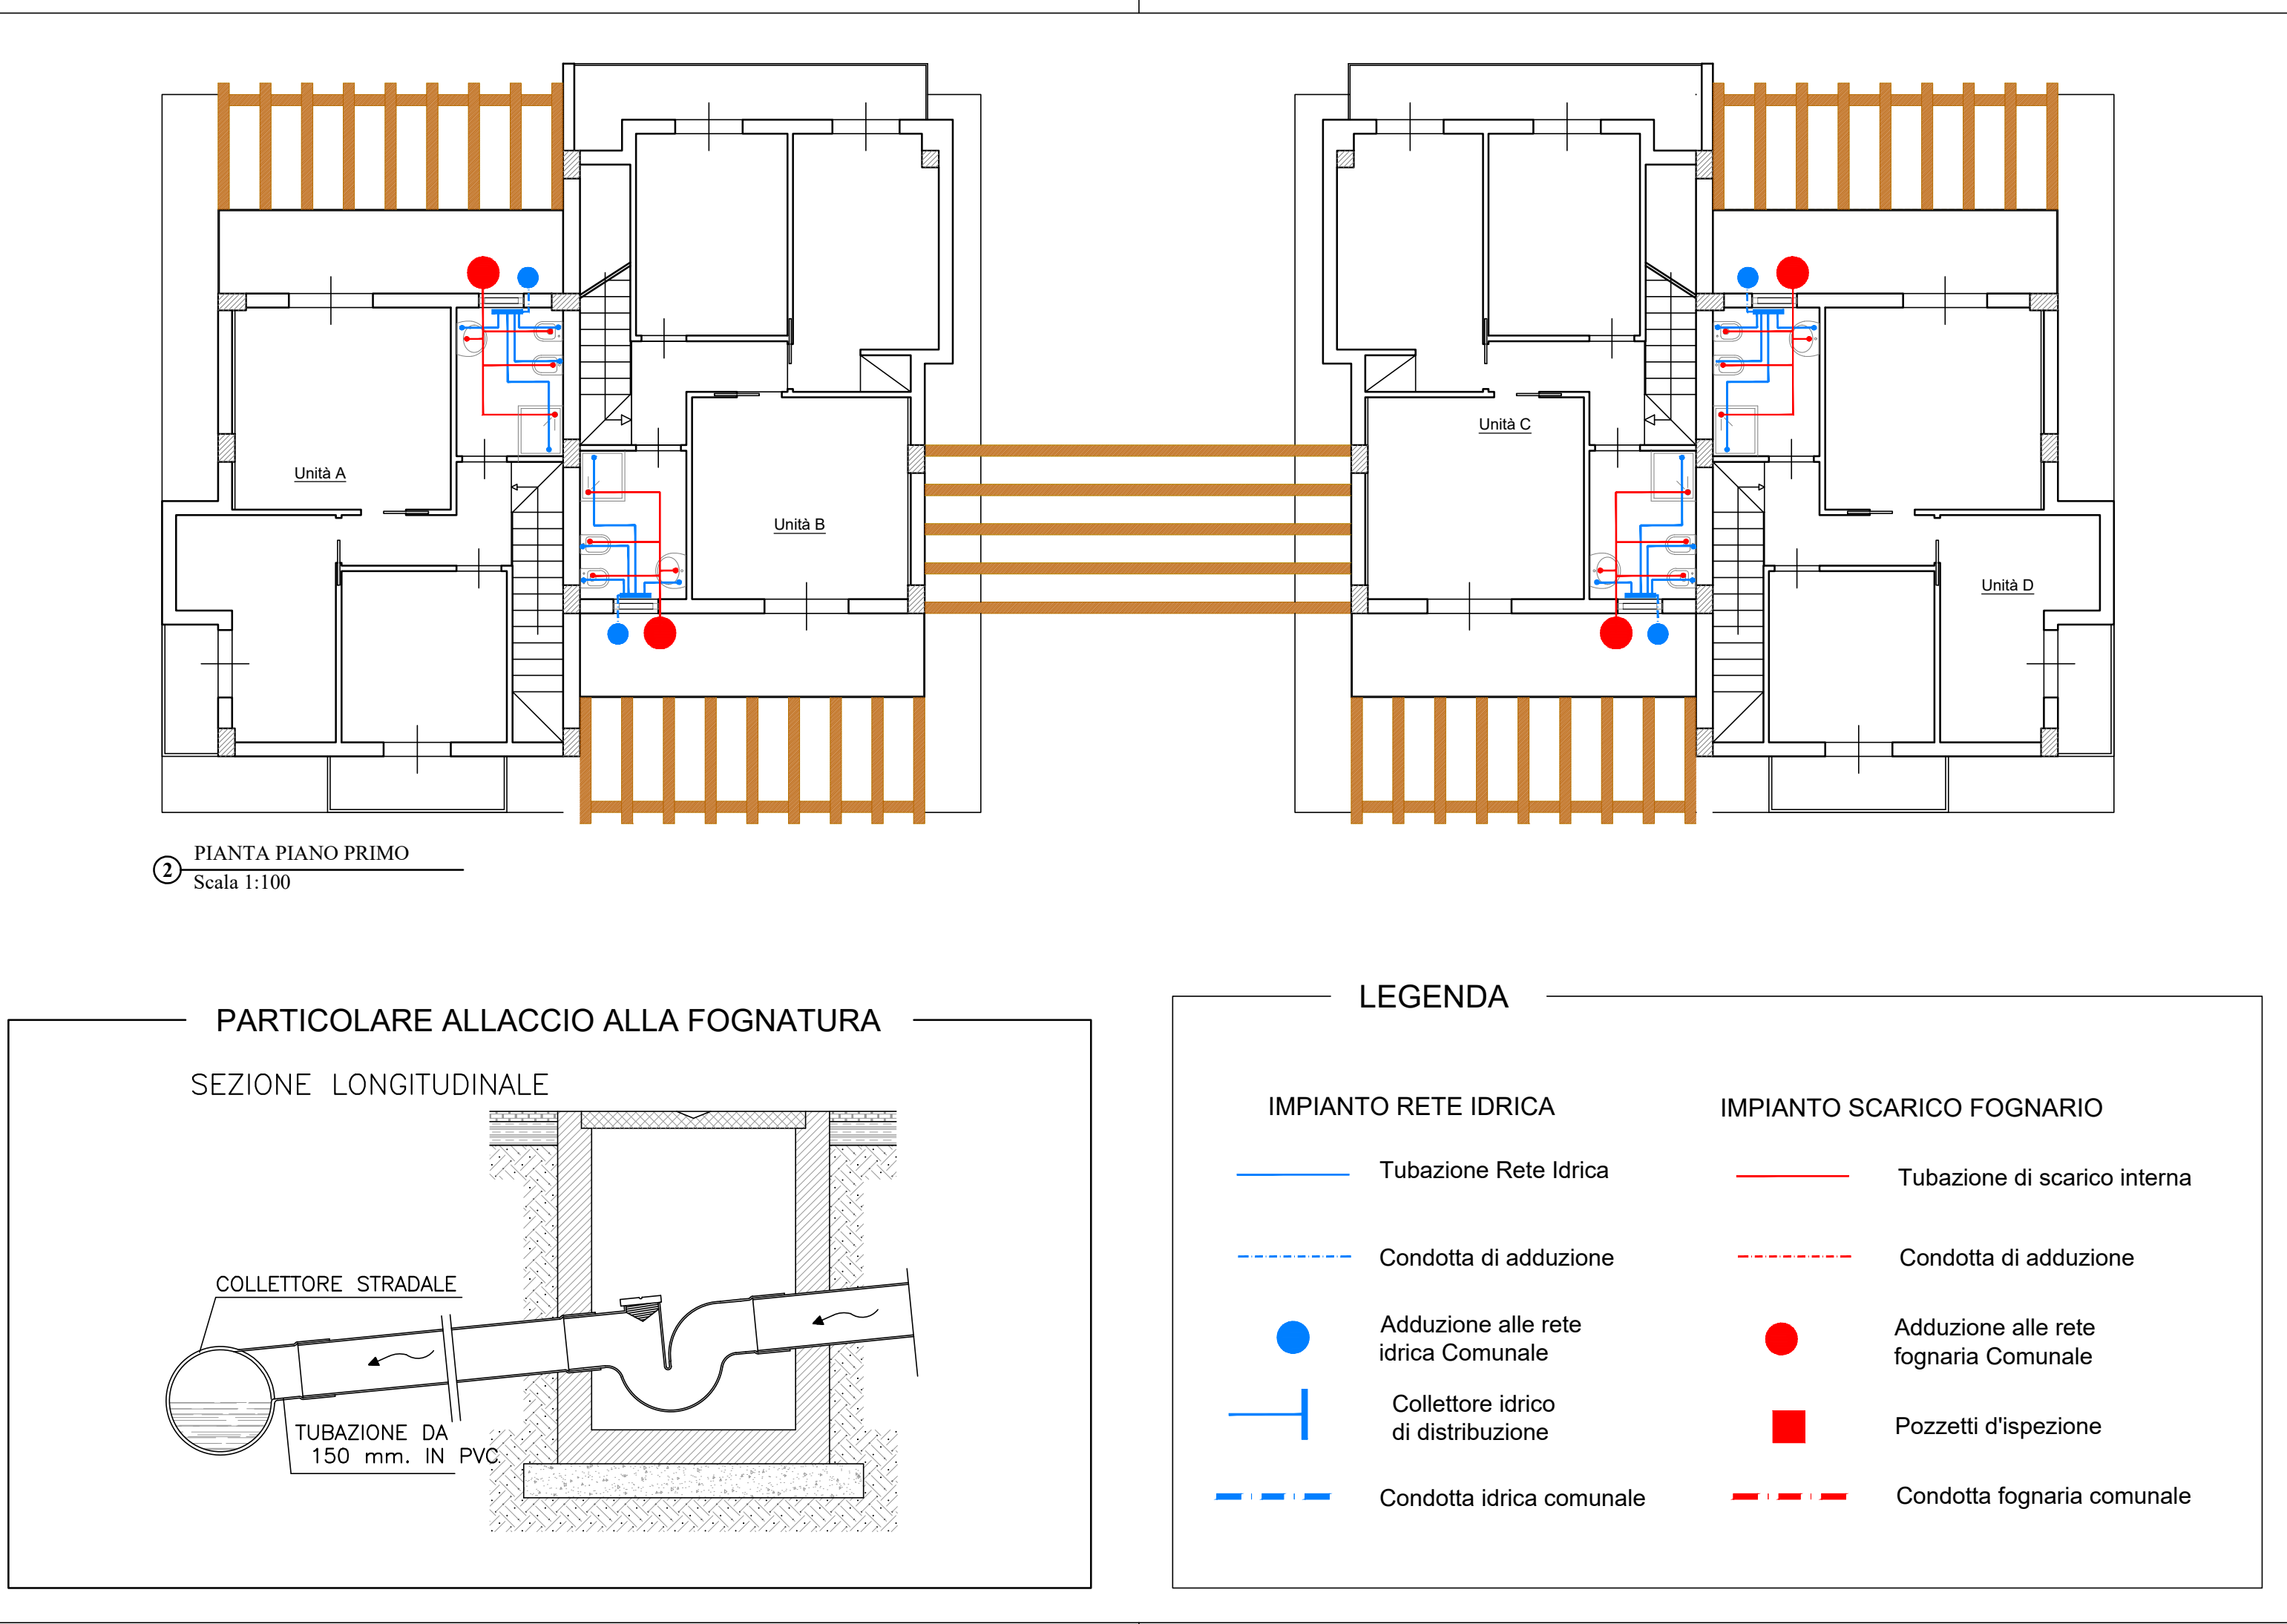 Unità A
Unità B
Unità C
Unità D
2
PIANTA PIANO PRIMO
Scala 1:100
PARTICOLARE ALLACCIO ALLA FOGNATURA
SEZIONE LONGITUDINALE
COLLETTORE STRADALE
TUBAZIONE DA
150 mm. IN PVC
LEGENDA
IMPIANTO RETE IDRICA
Tubazione Rete Idrica
Condotta di adduzione
Adduzione alle rete
idrica Comunale
Collettore idrico
di distribuzione
Condotta idrica comunale
IMPIANTO SCARICO FOGNARIO
Tubazione di scarico interna
Condotta di adduzione
Adduzione alle rete
fognaria Comunale
Pozzetti d'ispezione
Condotta fognaria comunale